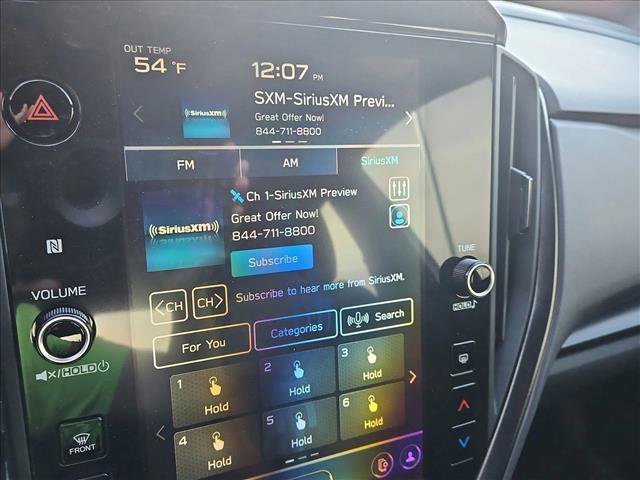 OUT TEMP
54 °F
12:07 PM
SXM-SiriusXM Previ...
Great Offer Now!
844-711-8800
((SiriusXM))
FM
AM
SiriusXM
Ch 1-SiriusXM Preview
Great Offer Now!
844-711-8800
((SiriusXM))
Subscribe
Subscribe to hear more from SiriusXM.
<CH
CH>
For You
Categories
Search
1
Hold
2
Hold
3
Hold
4
Hold
5
Hold
6
Hold
VOLUME
HOLD
FRONT
TUNE
HOLD